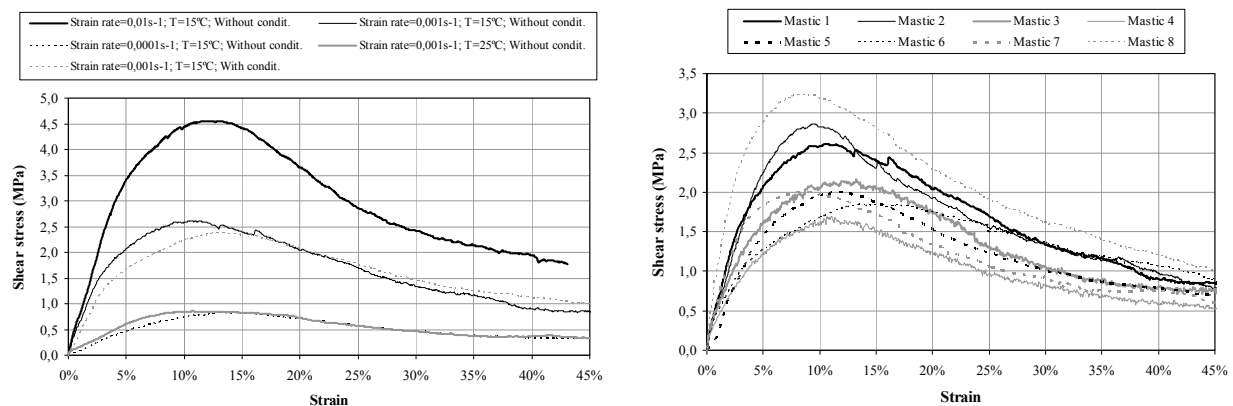 Strain rate=0,01s-1; T=15ºC; Without condit.
Strain rate=0,001s-1; T=15ºC; Without condit.
Strain rate=0,0001s-1; T=15ºC; Without condit.
Strain rate=0,001s-1; T=25ºC; Without condit.
Strain rate=0,001s-1; T=15ºC; With condit.
5,0
4,5
4,0
3,5
3,0
2,5
2,0
1,5
1,0
0,5
0,0
Shear stress (MPa)
0% 5% 10% 15% 20% 25% 30% 35% 40% 45%
Strain
Mastic 1 Mastic 2 Mastic 3 Mastic 4
Mastic 5 Mastic 6 Mastic 7 Mastic 8
3,5
3,0
2,5
2,0
1,5
1,0
0,5
0,0
Shear stress (MPa)
0% 5% 10% 15% 20% 25% 30% 35% 40% 45%
Strain